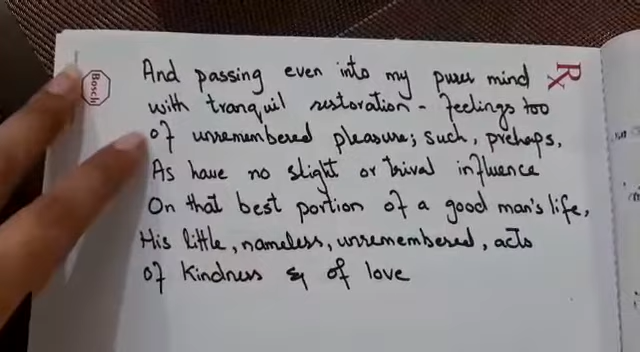 And passing even into my purer mind
with tranquil restoration - feelings too
of unremembered pleasure; such, prehaps,
As have no slight or trival influence
On that best portion of a good man's life,
His little, nameless, unremembered, acts
of kindness & of love
Bosch
Rx